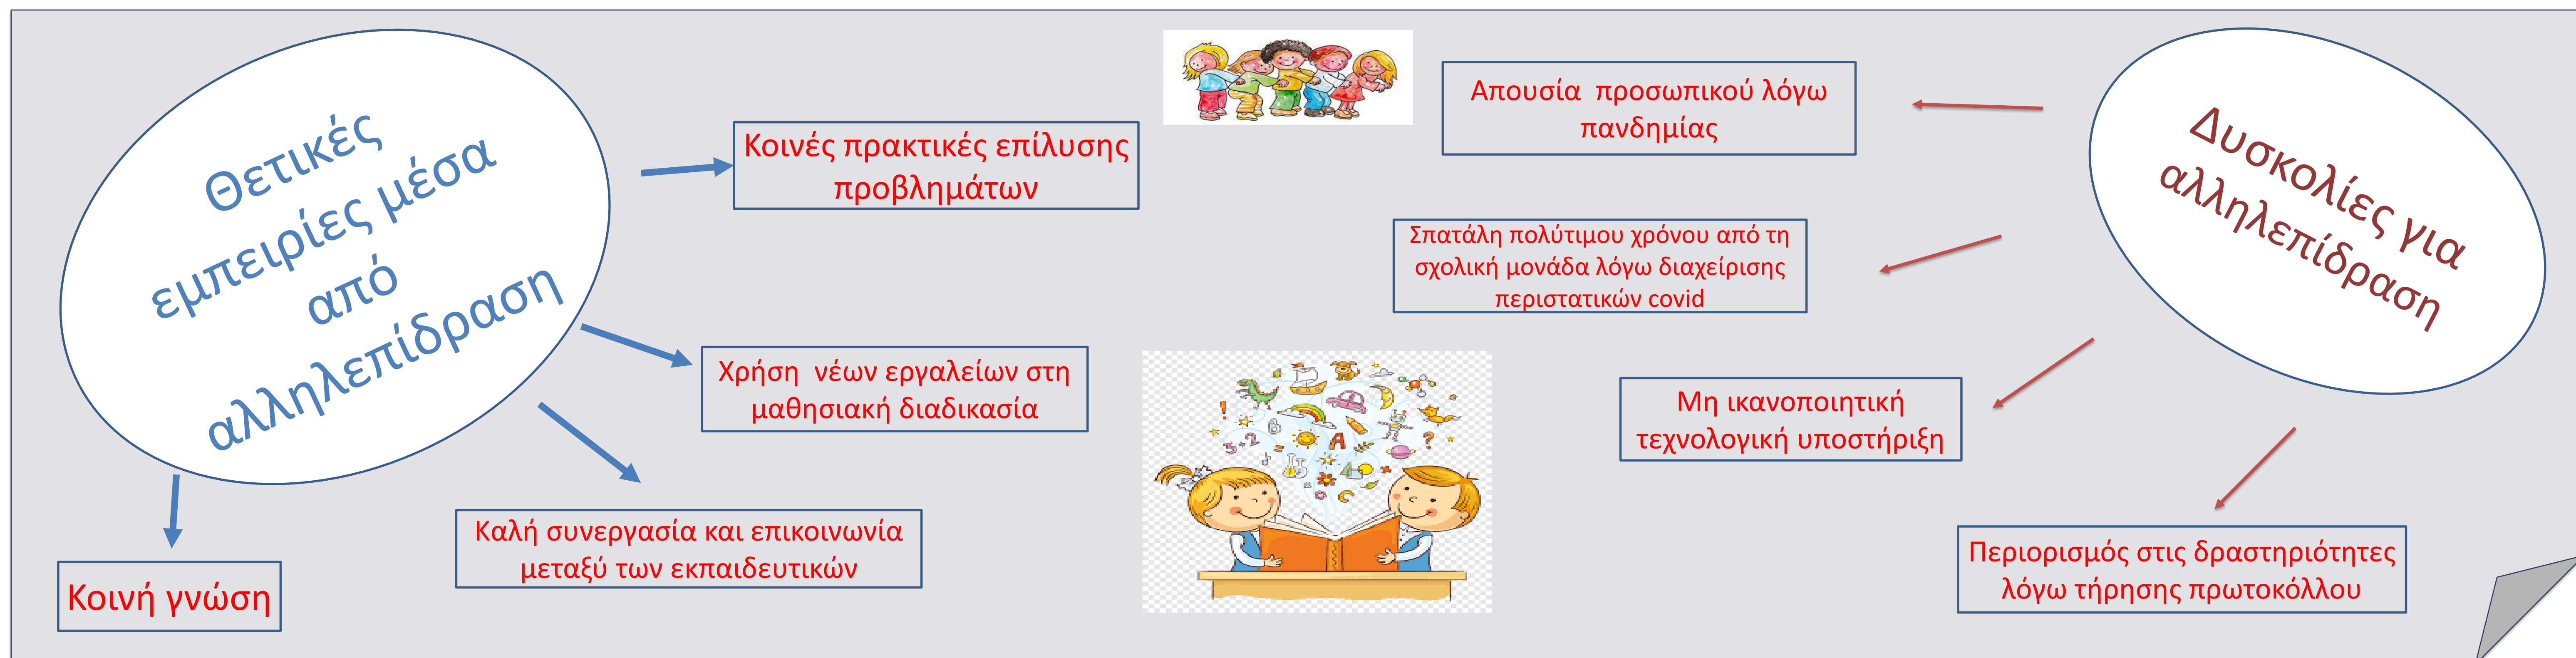 Θετικές
εμπειρίες μέσα
από
αλληλεπίδραση
Κοινές πρακτικές επίλυσης
προβλημάτων
Χρήση νέων εργαλείων στη
μαθησιακή διαδικασία
Καλή συνεργασία και επικοινωνία
μεταξύ των εκπαιδευτικών
Κοινή γνώση
Δυσκολίες για
αλληλεπίδραση
Απουσία προσωπικού λόγω
πανδημίας
Σπατάλη πολύτιμου χρόνου από τη
σχολική μονάδα λόγω διαχείρισης
περιστατικών covid
Μη ικανοποιητική
τεχνολογική υποστήριξη
Περιορισμός στις δραστηριότητες
λόγω τήρησης πρωτοκόλλου